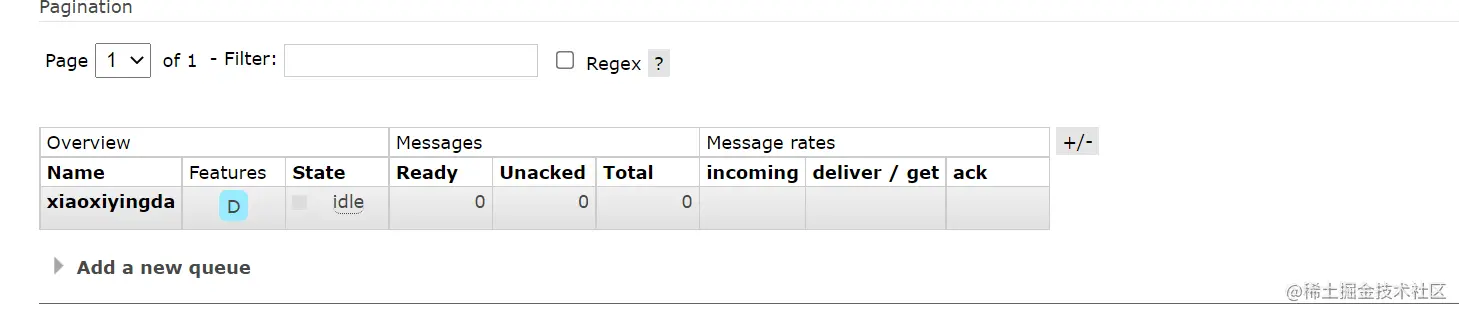 Pagination
Page 1 of 1 - Filter: Regex ?
Overview Messages Message rates +/-
Name Features State Ready Unacked Total incoming deliver / get ack
xiaoxiyingda D idle 0 0 0
Add a new queue
@稀土掘金技术社区